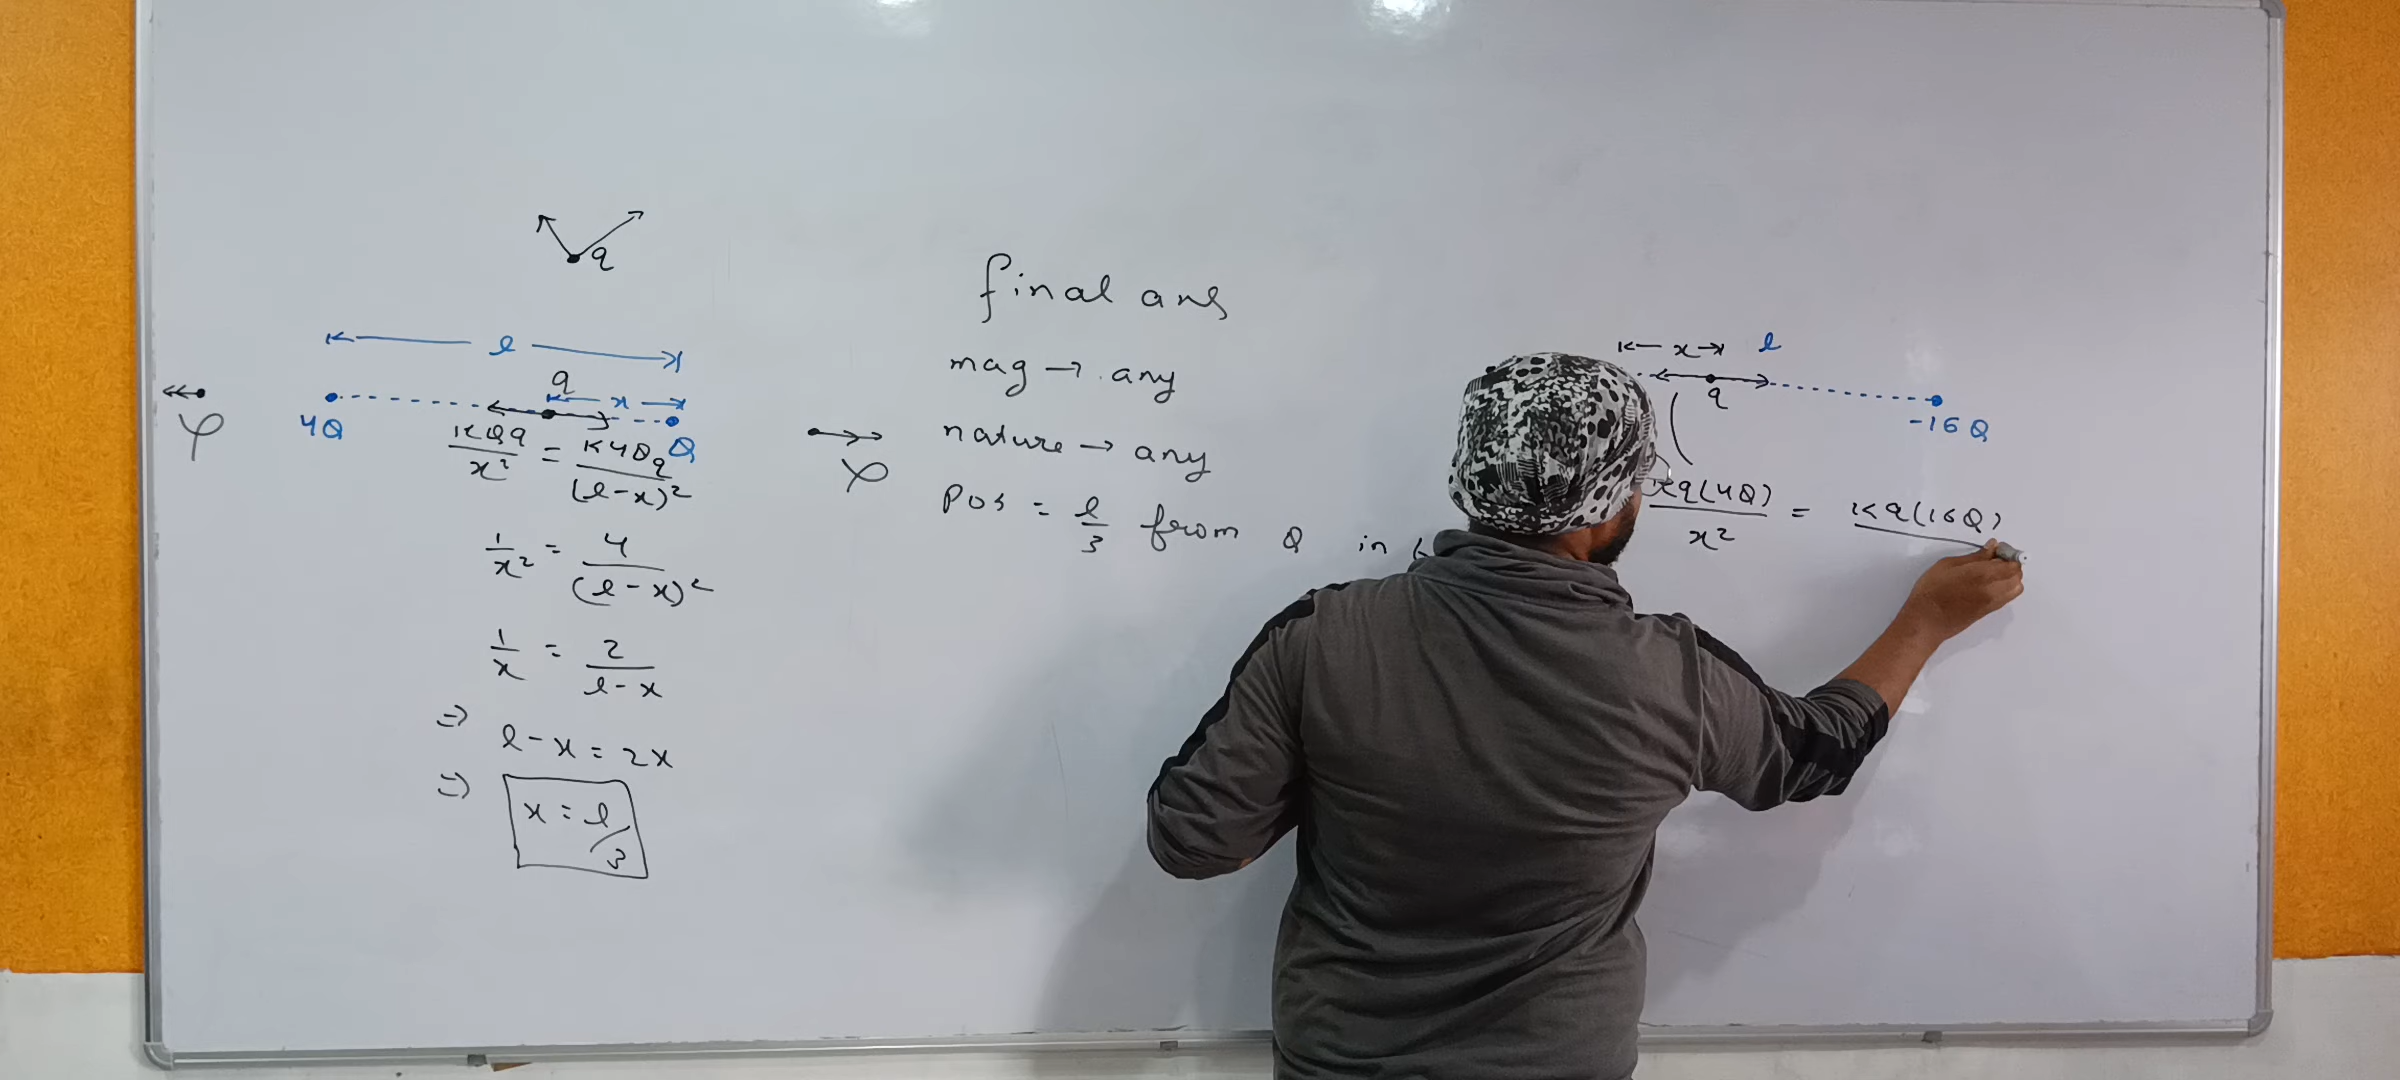 q
l
q
x
4Q
Q
KQq/x² = K4Qq/(l-x)²
1/x² = 4/(l-x)²
1/x = 2/l-x
⇒ l-x = 2x
⇒ x = l/3
final ans
mag → any
nature → any
pos = l/3 from Q in
x l
q
-16Q
Kq(4Q)/x² = Kq(16Q)